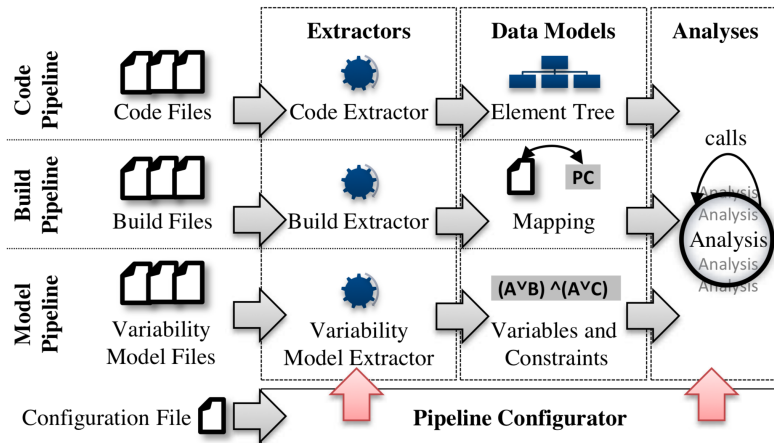 Extractors
Data Models
Analyses
Code
Pipeline
Code Files
Code Extractor
Element Tree
Build
Pipeline
Build Files
Build Extractor
PC
Mapping
calls
Analysis
Analysis
Analysis
Analysis
Analysis
Model
Pipeline
Variability
Model Files
Variability
Model Extractor
(A∨B) ^(A∨C)
Variables and
Constraints
Configuration File
Pipeline Configurator